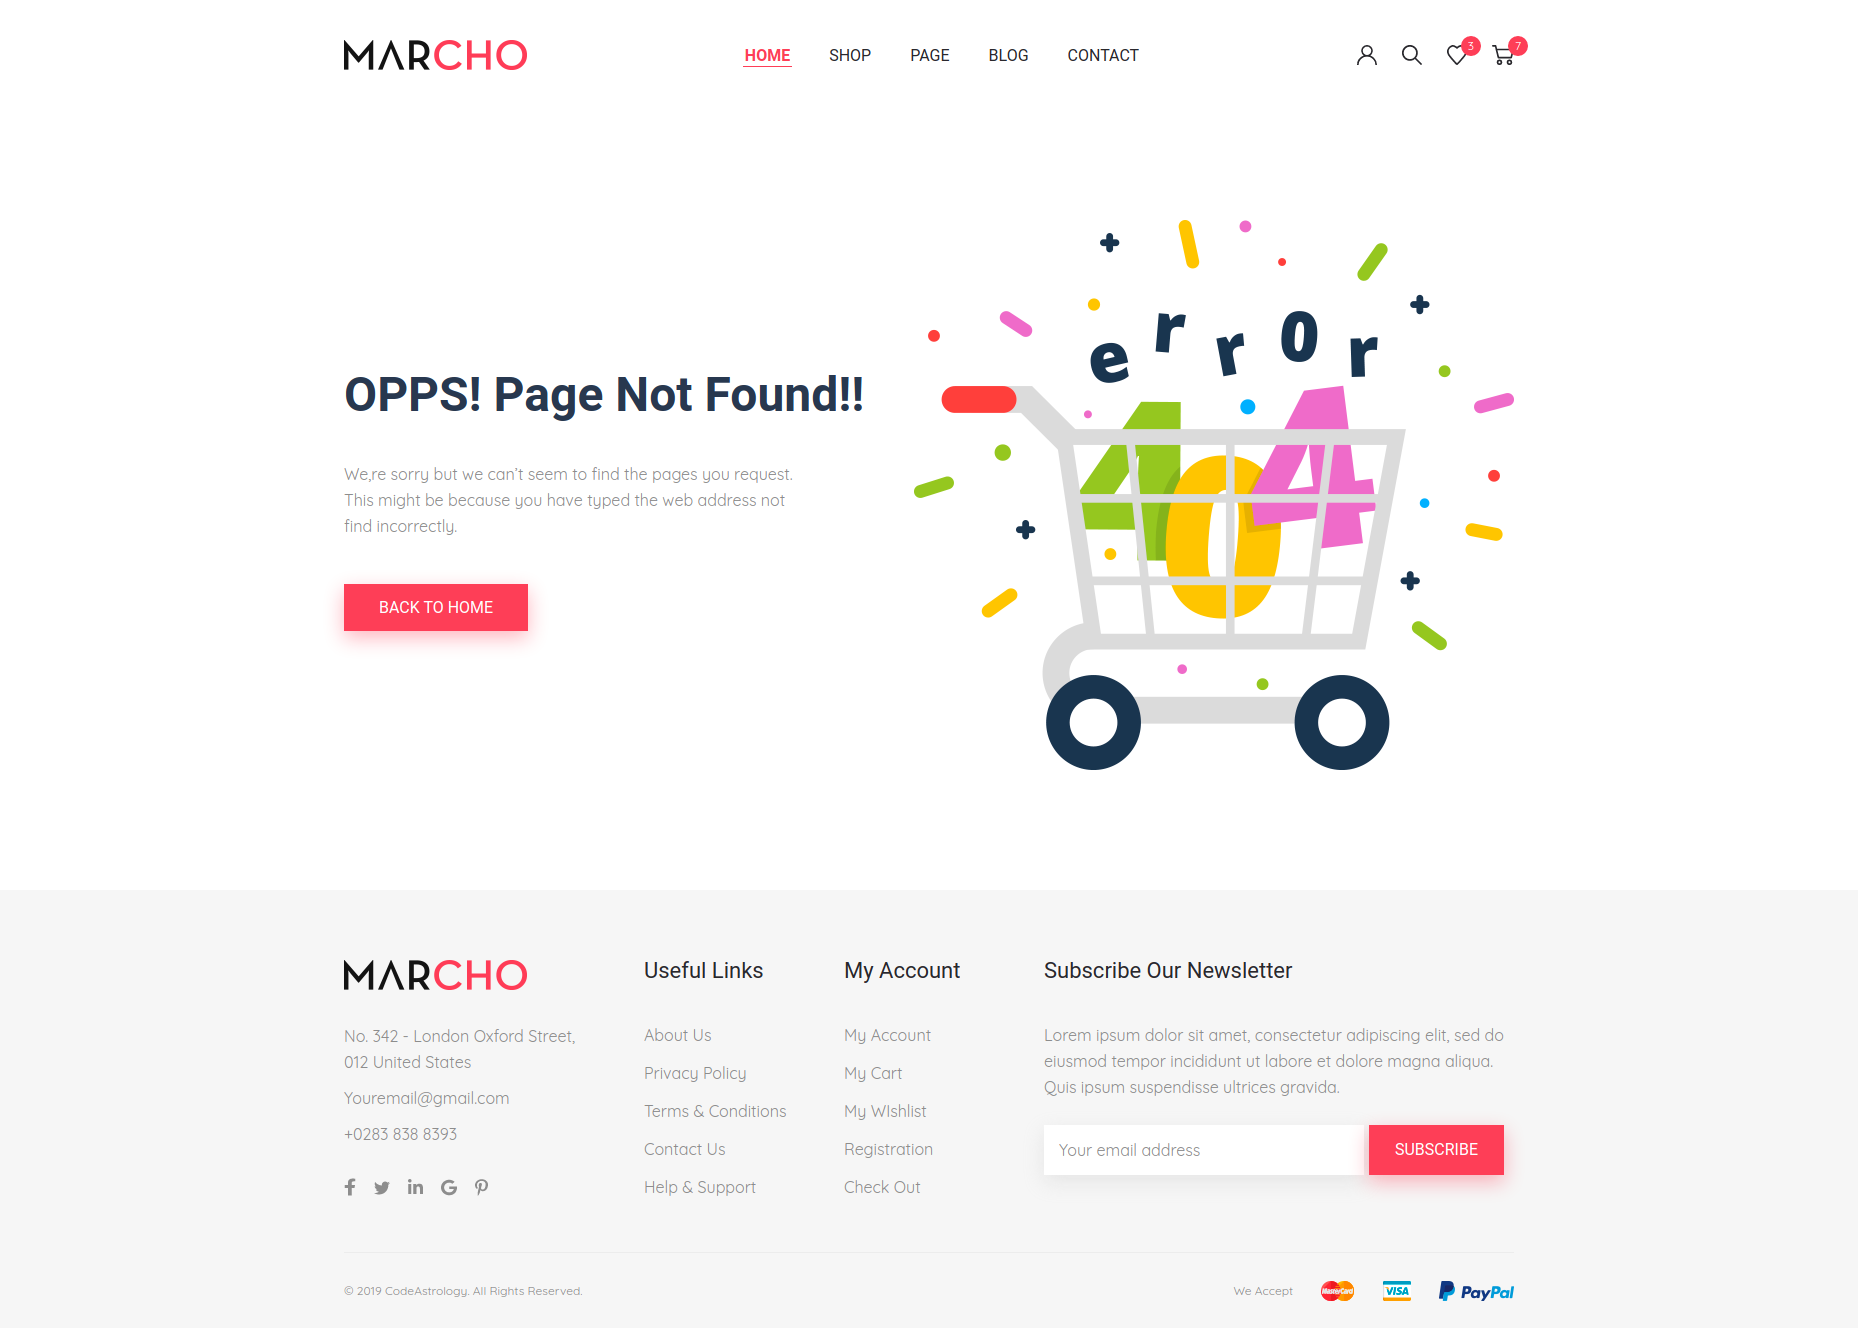 MARCHO
HOME SHOP PAGE BLOG CONTACT
3 7
error
404
OPPS! Page Not Found!!
We,re sorry but we can't seem to find the pages you request.
This might be because you have typed the web address not
find incorrectly.
BACK TO HOME
MARCHO
No. 342 - London Oxford Street,
012 United States
Youremail@gmail.com
+0283 838 8393
Useful Links
About Us
Privacy Policy
Terms & Conditions
Contact Us
Help & Support
My Account
My Account
My Cart
My WIshlist
Registration
Check Out
Subscribe Our Newsletter
Lorem ipsum dolor sit amet, consectetur adipiscing elit, sed do
eiusmod tempor incididunt ut labore et dolore magna aliqua.
Quis ipsum suspendisse ultrices gravida.
Your email address
SUBSCRIBE
© 2019 CodeAstrology. All Rights Reserved.
We Accept MasterCard VISA PayPal